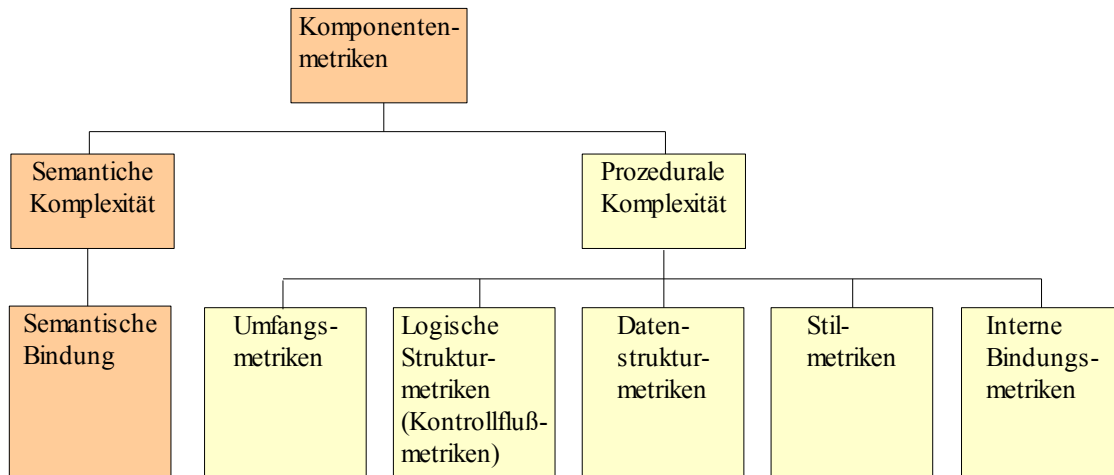 Komponenten-
metriken
Semantiche
Komplexität
Prozedurale
Komplexität
Semantische
Bindung
Umfangs-
metriken
Logische
Struktur-
metriken
(Kontrollfluß-
metriken)
Daten-
struktur-
metriken
Stil-
metriken
Interne
Bindungs-
metriken